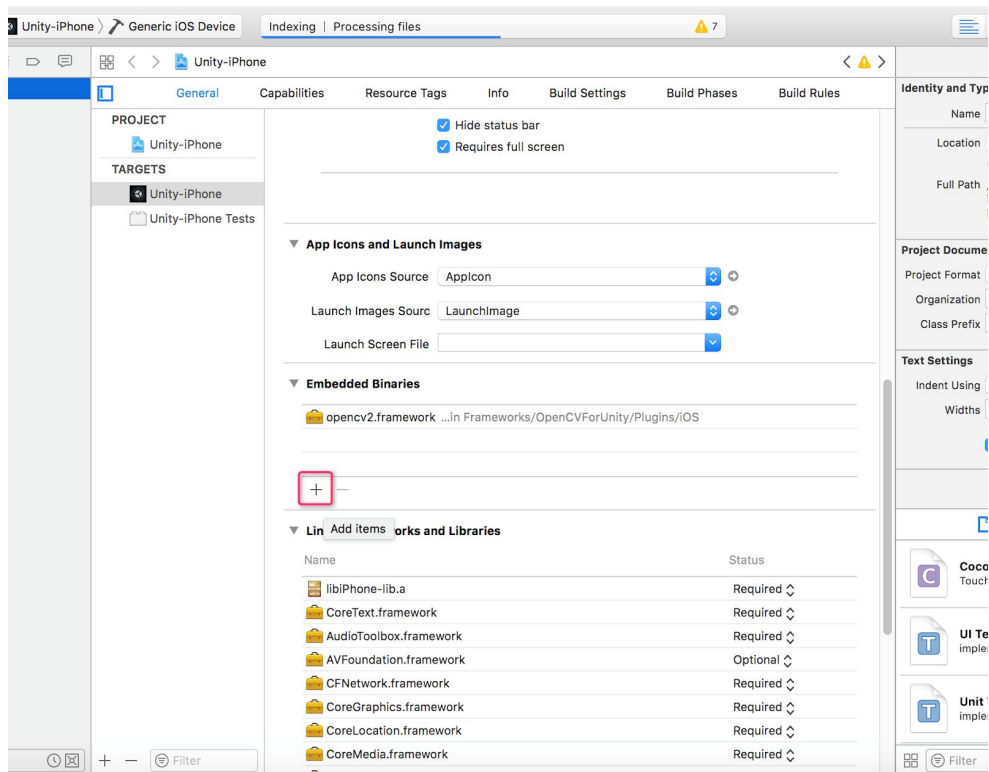 Unity-iPhone Generic iOS Device Indexing | Processing files 7
Unity-iPhone
General Capabilities Resource Tags Info Build Settings Build Phases Build Rules
PROJECT
Unity-iPhone
TARGETS
Unity-iPhone
Unity-iPhone Tests
Hide status bar
Requires full screen
App Icons and Launch Images
App Icons Source AppIcon
Launch Images Sourc LaunchImage
Launch Screen File
Embedded Binaries
opencv2.framework ...in Frameworks/OpenCVForUnity/Plugins/iOS
+ −
Add items
Lin orks and Libraries
Name Status
libiPhone-lib.a Required
CoreText.framework Required
AudioToolbox.framework Required
AVFoundation.framework Optional
CFNetwork.framework Required
CoreGraphics.framework Required
CoreLocation.framework Required
CoreMedia.framework Required
+ − Filter
Identity and Typ
Name
Location
Full Path
Project Docume
Project Format
Organization
Class Prefix
Text Settings
Indent Using
Widths
C
Coco
Touch
T
UI Te
imple
T
Unit
imple
Filter